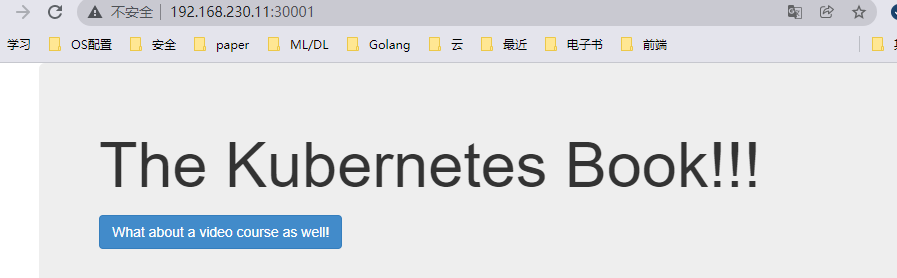 不安全 192.168.230.11:30001
学习 OS配置 安全 paper ML/DL Golang 云 最近 电子书 前端
The Kubernetes Book!!!
What about a video course as well!